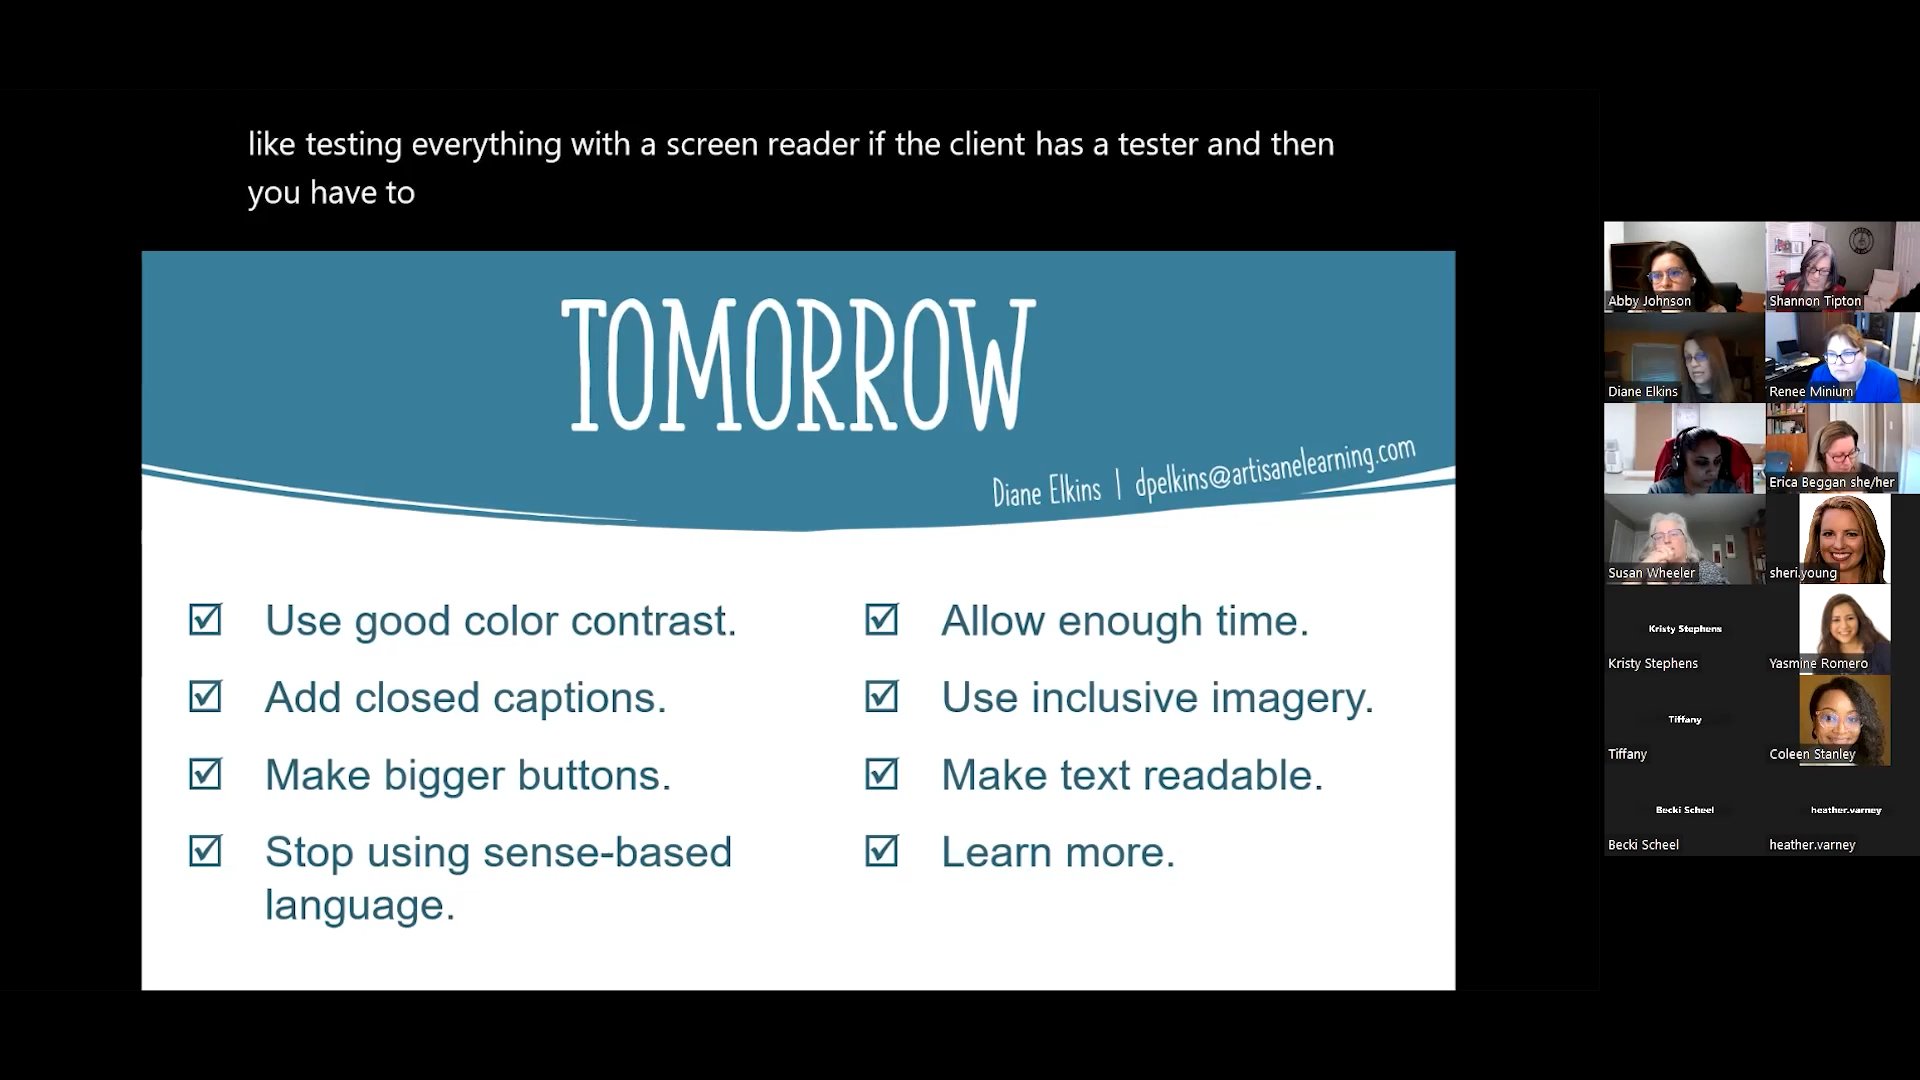 like testing everything with a screen reader if the client has a tester and then
you have to
TOMORROW
Diane Elkins | dpelkins@artisanelearning.com
Use good color contrast.
Add closed captions.
Make bigger buttons.
Stop using sense-based
language.
Allow enough time.
Use inclusive imagery.
Make text readable.
Learn more.
Abby Johnson
Shannon Tipton
Diane Elkins
Renee Minium
Erica Beggan she/her
Susan Wheeler
sheri.young
Kristy Stephens
Kristy Stephens
Yasmine Romero
Tiffany
Tiffany
Coleen Stanley
Becki Scheel
Becki Scheel
heather.varney
heather.varney